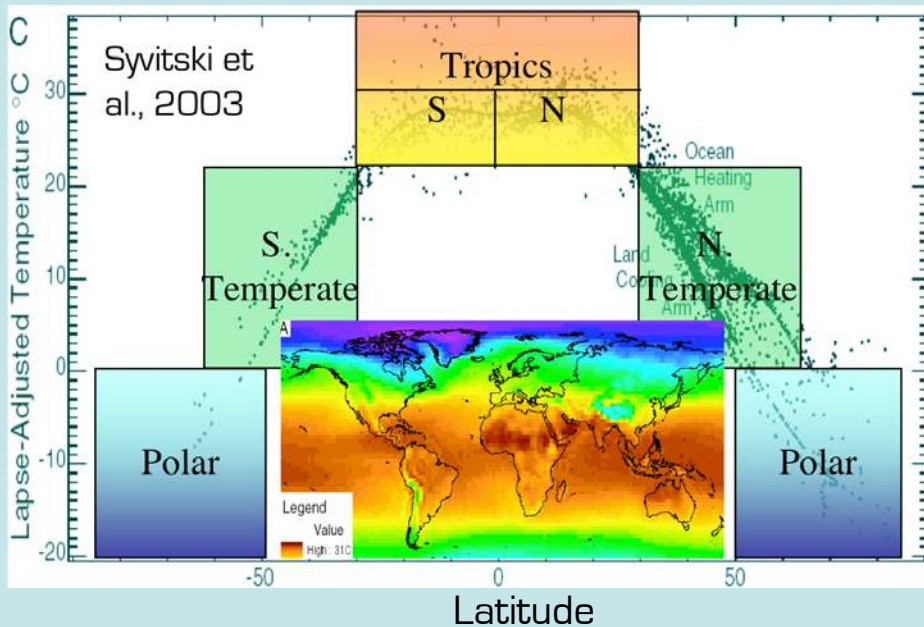 C
Syvitski et
al., 2003
Lapse-Adjusted Temperature °C
30
20
10
0
-10
-20
Tropics
S
N
Ocean
Heating
Arm
S.
Temperate
Land
Cooling
Arm
N.
Temperate
A
Polar
Polar
Legend
Value
High : 31C
-50
0
50
Latitude